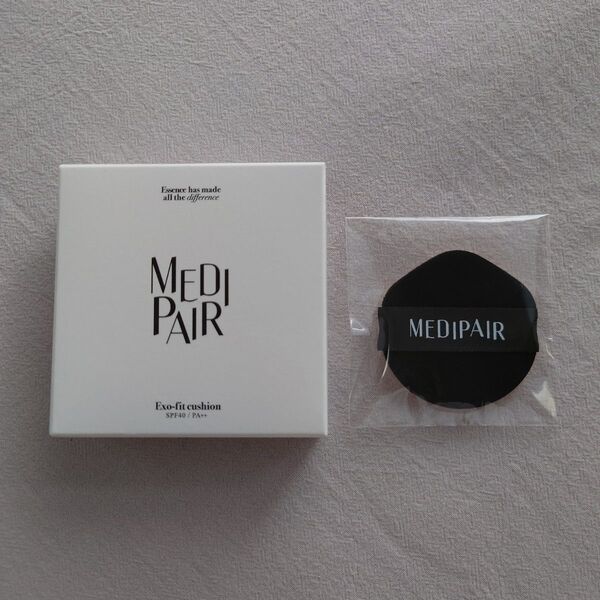 Essence has made
all the difference
MEDI
PAIR
Exo-fit cushion
SPF40 / PA++
MEDIPAIR